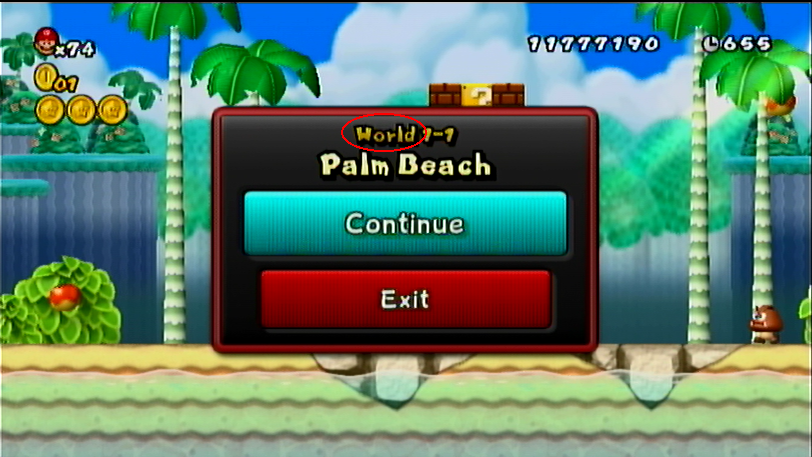 x74
11777190
655
01
?
World 1-1
Palm Beach
Continue
Exit